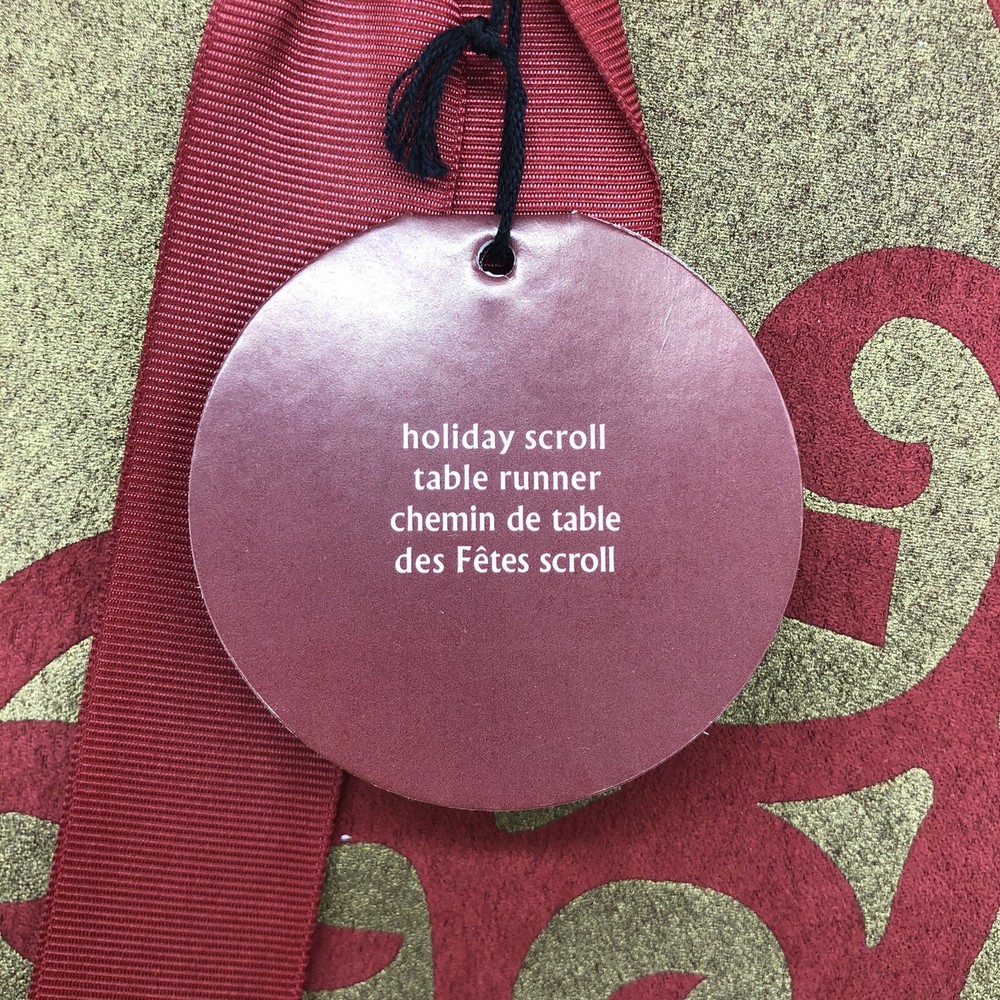 holiday scroll
table runner
chemin de table
des Fêtes scroll